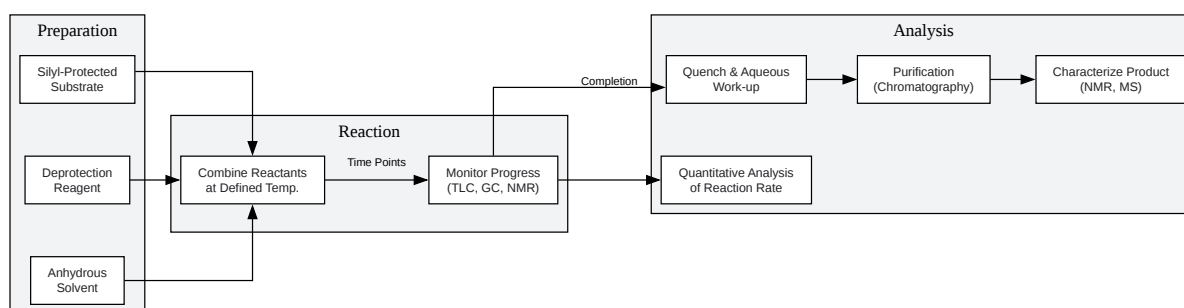 Preparation
Silyl-Protected
Substrate
Deprotection
Reagent
Anhydrous
Solvent
Reaction
Combine Reactants
at Defined Temp.
Time Points
Monitor Progress
(TLC, GC, NMR)
Completion
Analysis
Quench & Aqueous
Work-up
Purification
(Chromatography)
Characterize Product
(NMR, MS)
Quantitative Analysis
of Reaction Rate